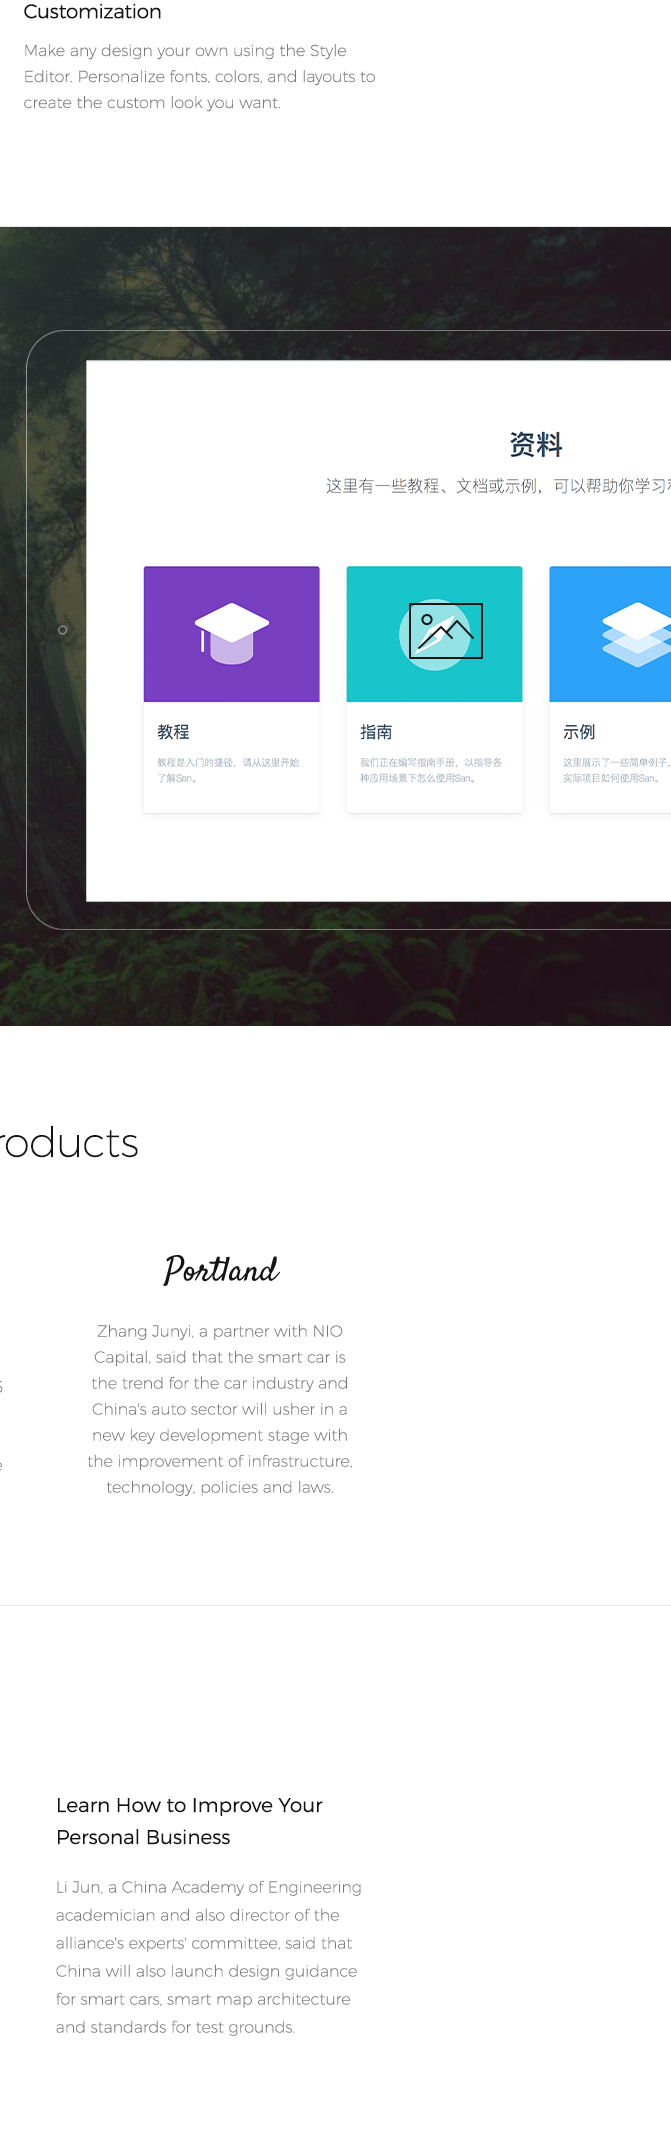 Customization
Make any design your own using the Style
Editor. Personalize fonts, colors, and layouts to
create the custom look you want.
资料
这里有一些教程、文档或示例，可以帮助你学习
教程
教程是入门的捷径，请从这里开始
了解San。
指南
我们正在编写指南手册，以指导各
种应用场景下怎么使用San。
示例
这里展示了一些简单例子，
实际项目如何使用San。
roducts
Portland
Zhang Junyi, a partner with NIO
Capital, said that the smart car is
the trend for the car industry and
China's auto sector will usher in a
new key development stage with
the improvement of infrastructure,
technology, policies and laws.
Learn How to Improve Your
Personal Business
Li Jun, a China Academy of Engineering
academician and also director of the
alliance's experts' committee, said that
China will also launch design guidance
for smart cars, smart map architecture
and standards for test grounds.